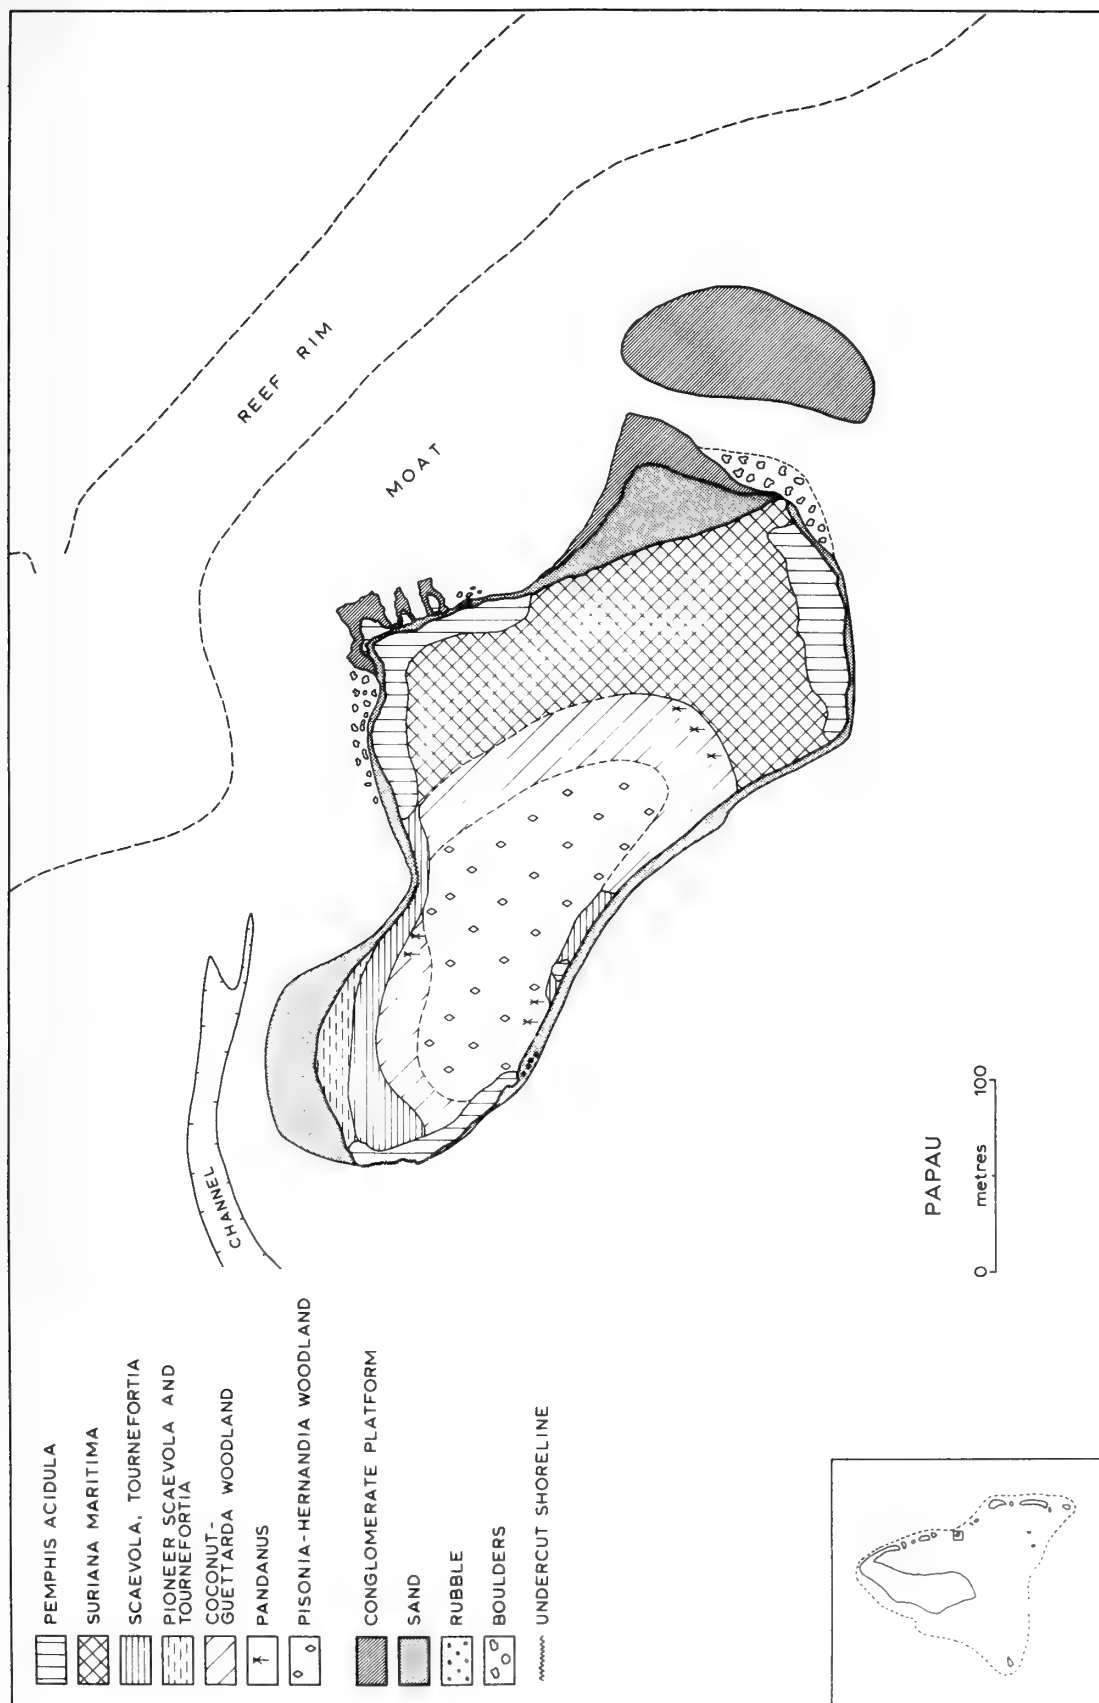 PEMPHIS ACIDULA
SURIANA MARITIMA
SCAEVOLA, TOURNEFORTIA
PIONEER SCAEVOLA AND
TOURNEFORTIA
COCONUT-
GUETTARDA WOODLAND
PANDANUS
PISONIA-HERNANDIA WOODLAND
CONGLOMERATE PLATFORM
SAND
RUBBLE
BOULDERS
UNDERCUT SHORELINE
CHANNEL
REEF RIM
MOAT
PAPAU
0 metres 100